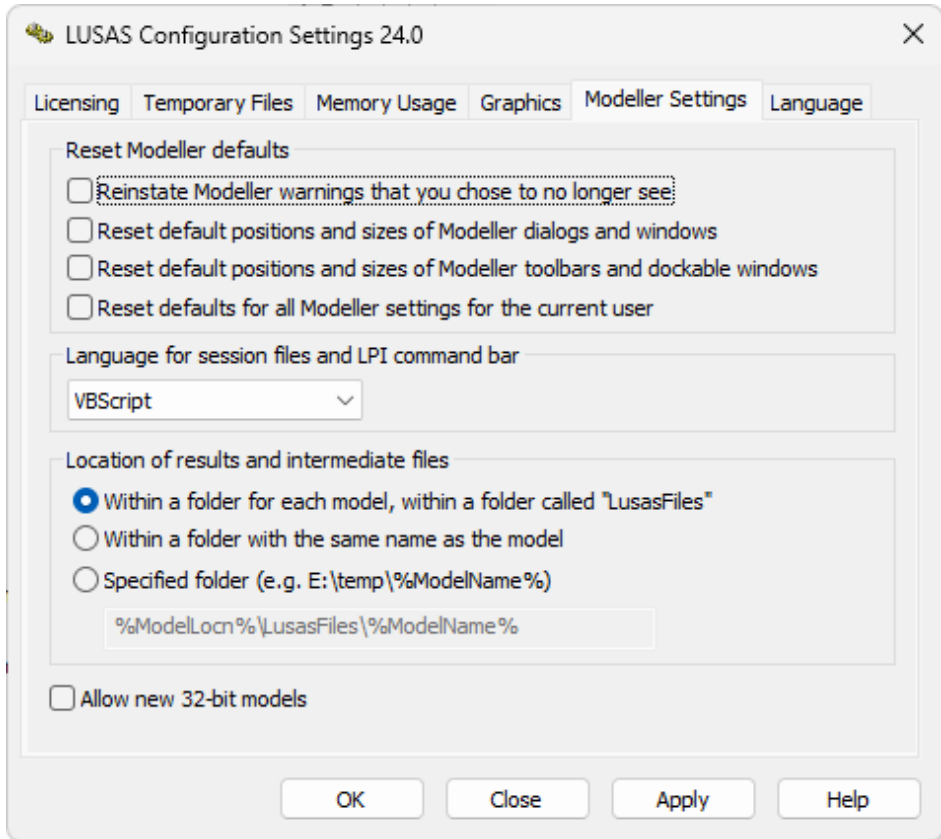 LUSAS Configuration Settings 24.0
Licensing Temporary Files Memory Usage Graphics Modeller Settings Language
Reset Modeller defaults
Reinstate Modeller warnings that you chose to no longer see
Reset default positions and sizes of Modeller dialogs and windows
Reset default positions and sizes of Modeller toolbars and dockable windows
Reset defaults for all Modeller settings for the current user
Language for session files and LPI command bar
VBScript
Location of results and intermediate files
Within a folder for each model, within a folder called "LusasFiles"
Within a folder with the same name as the model
Specified folder (e.g. E:\temp\%ModelName%)
%ModelLocn%\LusasFiles\%ModelName%
Allow new 32-bit models
OK Close Apply Help